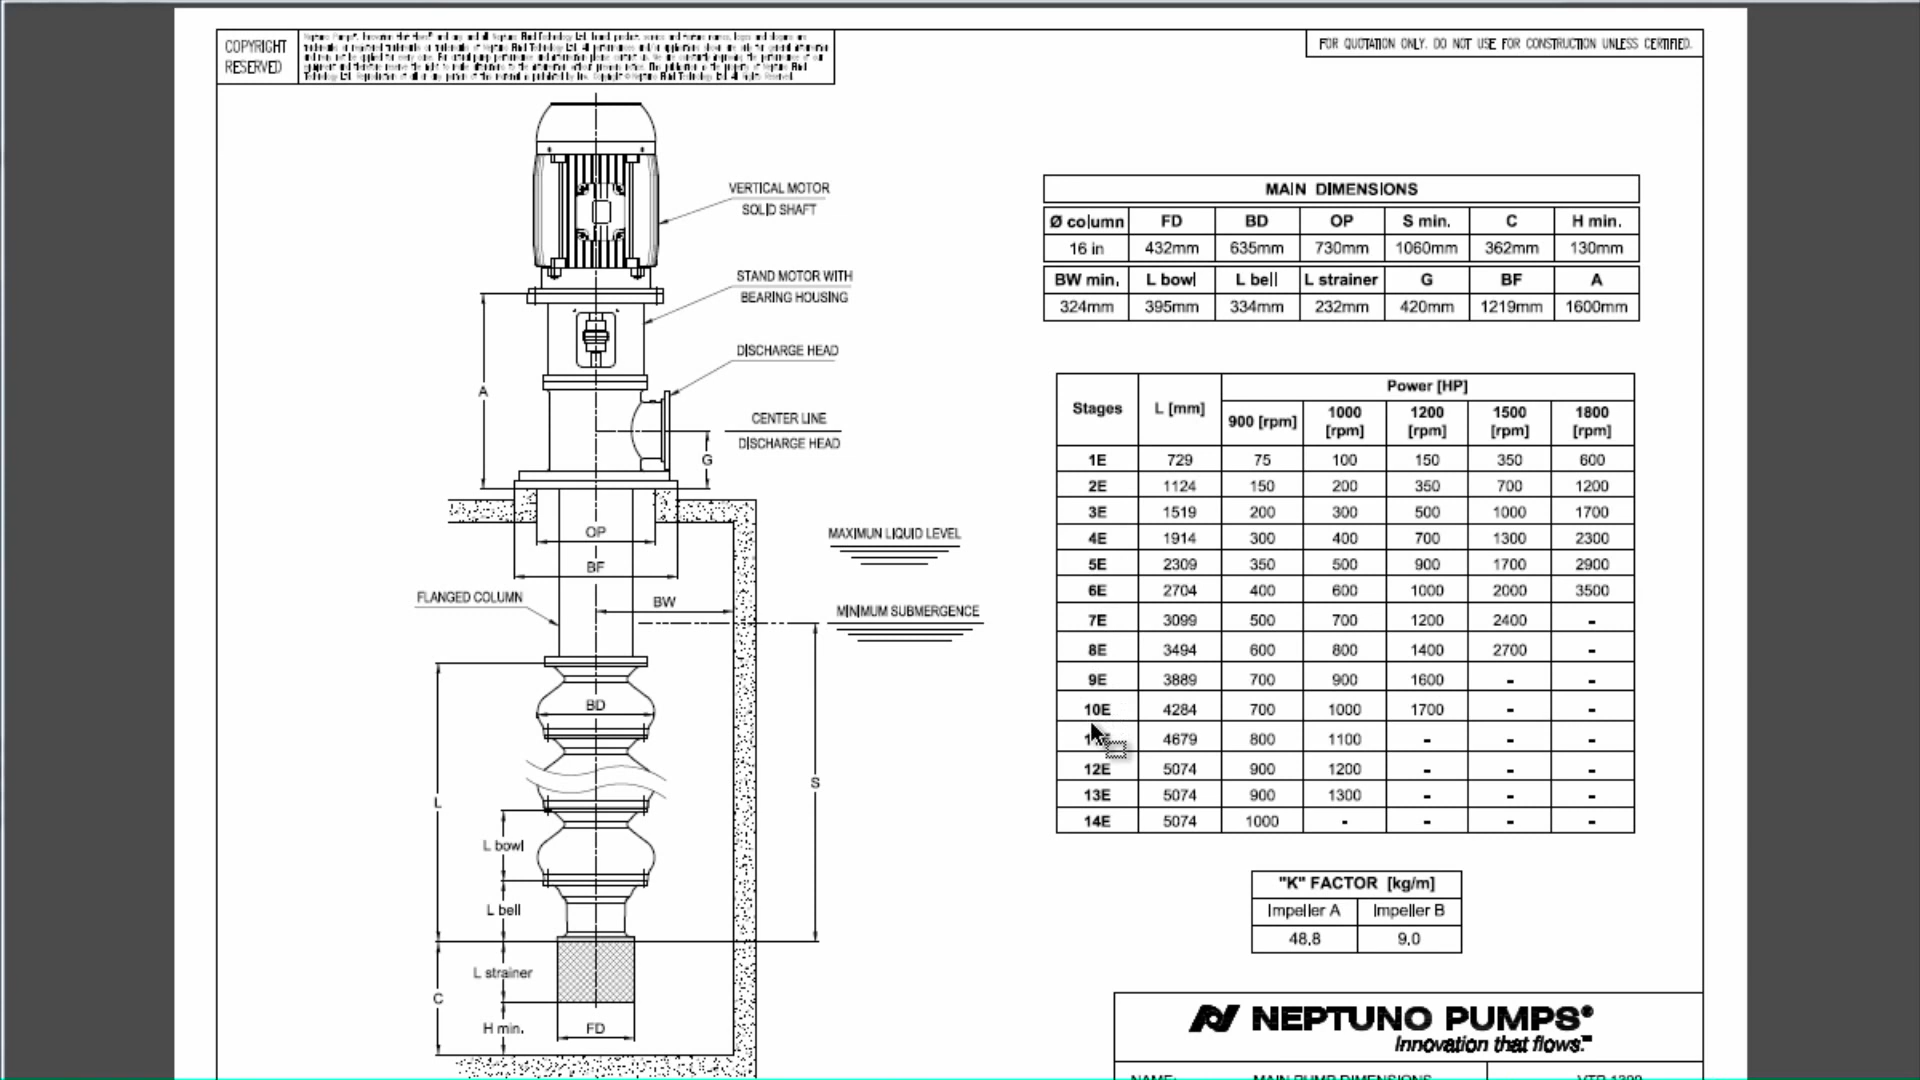 COPYRIGHT
RESERVED
FOR QUOTATION ONLY. DO NOT USE FOR CONSTRUCTION UNLESS CERTIFIED.
VERTICAL MOTOR
SOLID SHAFT
STAND MOTOR WITH
BEARING HOUSING
DISCHARGE HEAD
A
CENTER LINE
DISCHARGE HEAD
G
OP
MAXIMUN LIQUID LEVEL
BF
FLANGED COLUMN
BW
MINIMUM SUBMERGENCE
BD
S
L
L bowl
L bell
L strainer
C
H min.
FD
MAIN DIMENSIONS
Ø column FD BD OP S min. C H min.
16 in 432mm 635mm 730mm 1060mm 362mm 130mm
BW min. L bowl L bell L strainer G BF A
324mm 395mm 334mm 232mm 420mm 1219mm 1600mm
Stages L [mm] Power [HP]
900 [rpm] 1000 [rpm] 1200 [rpm] 1500 [rpm] 1800 [rpm]
1E 729 75 100 150 350 600
2E 1124 150 200 350 700 1200
3E 1519 200 300 500 1000 1700
4E 1914 300 400 700 1300 2300
5E 2309 350 500 900 1700 2900
6E 2704 400 600 1000 2000 3500
7E 3099 500 700 1200 2400 -
8E 3494 600 800 1400 2700 -
9E 3889 700 900 1600 - -
10E 4284 700 1000 1700 - -
4679 800 1100 - - -
12E 5074 900 1200 - - -
13E 5074 900 1300 - - -
14E 5074 1000 - - - -
"K" FACTOR [kg/m]
Impeller A Impeller B
48.8 9.0
NEPTUNO PUMPS®
Innovation that flows.™
NAME: MAIN PUMP DIMENSIONS